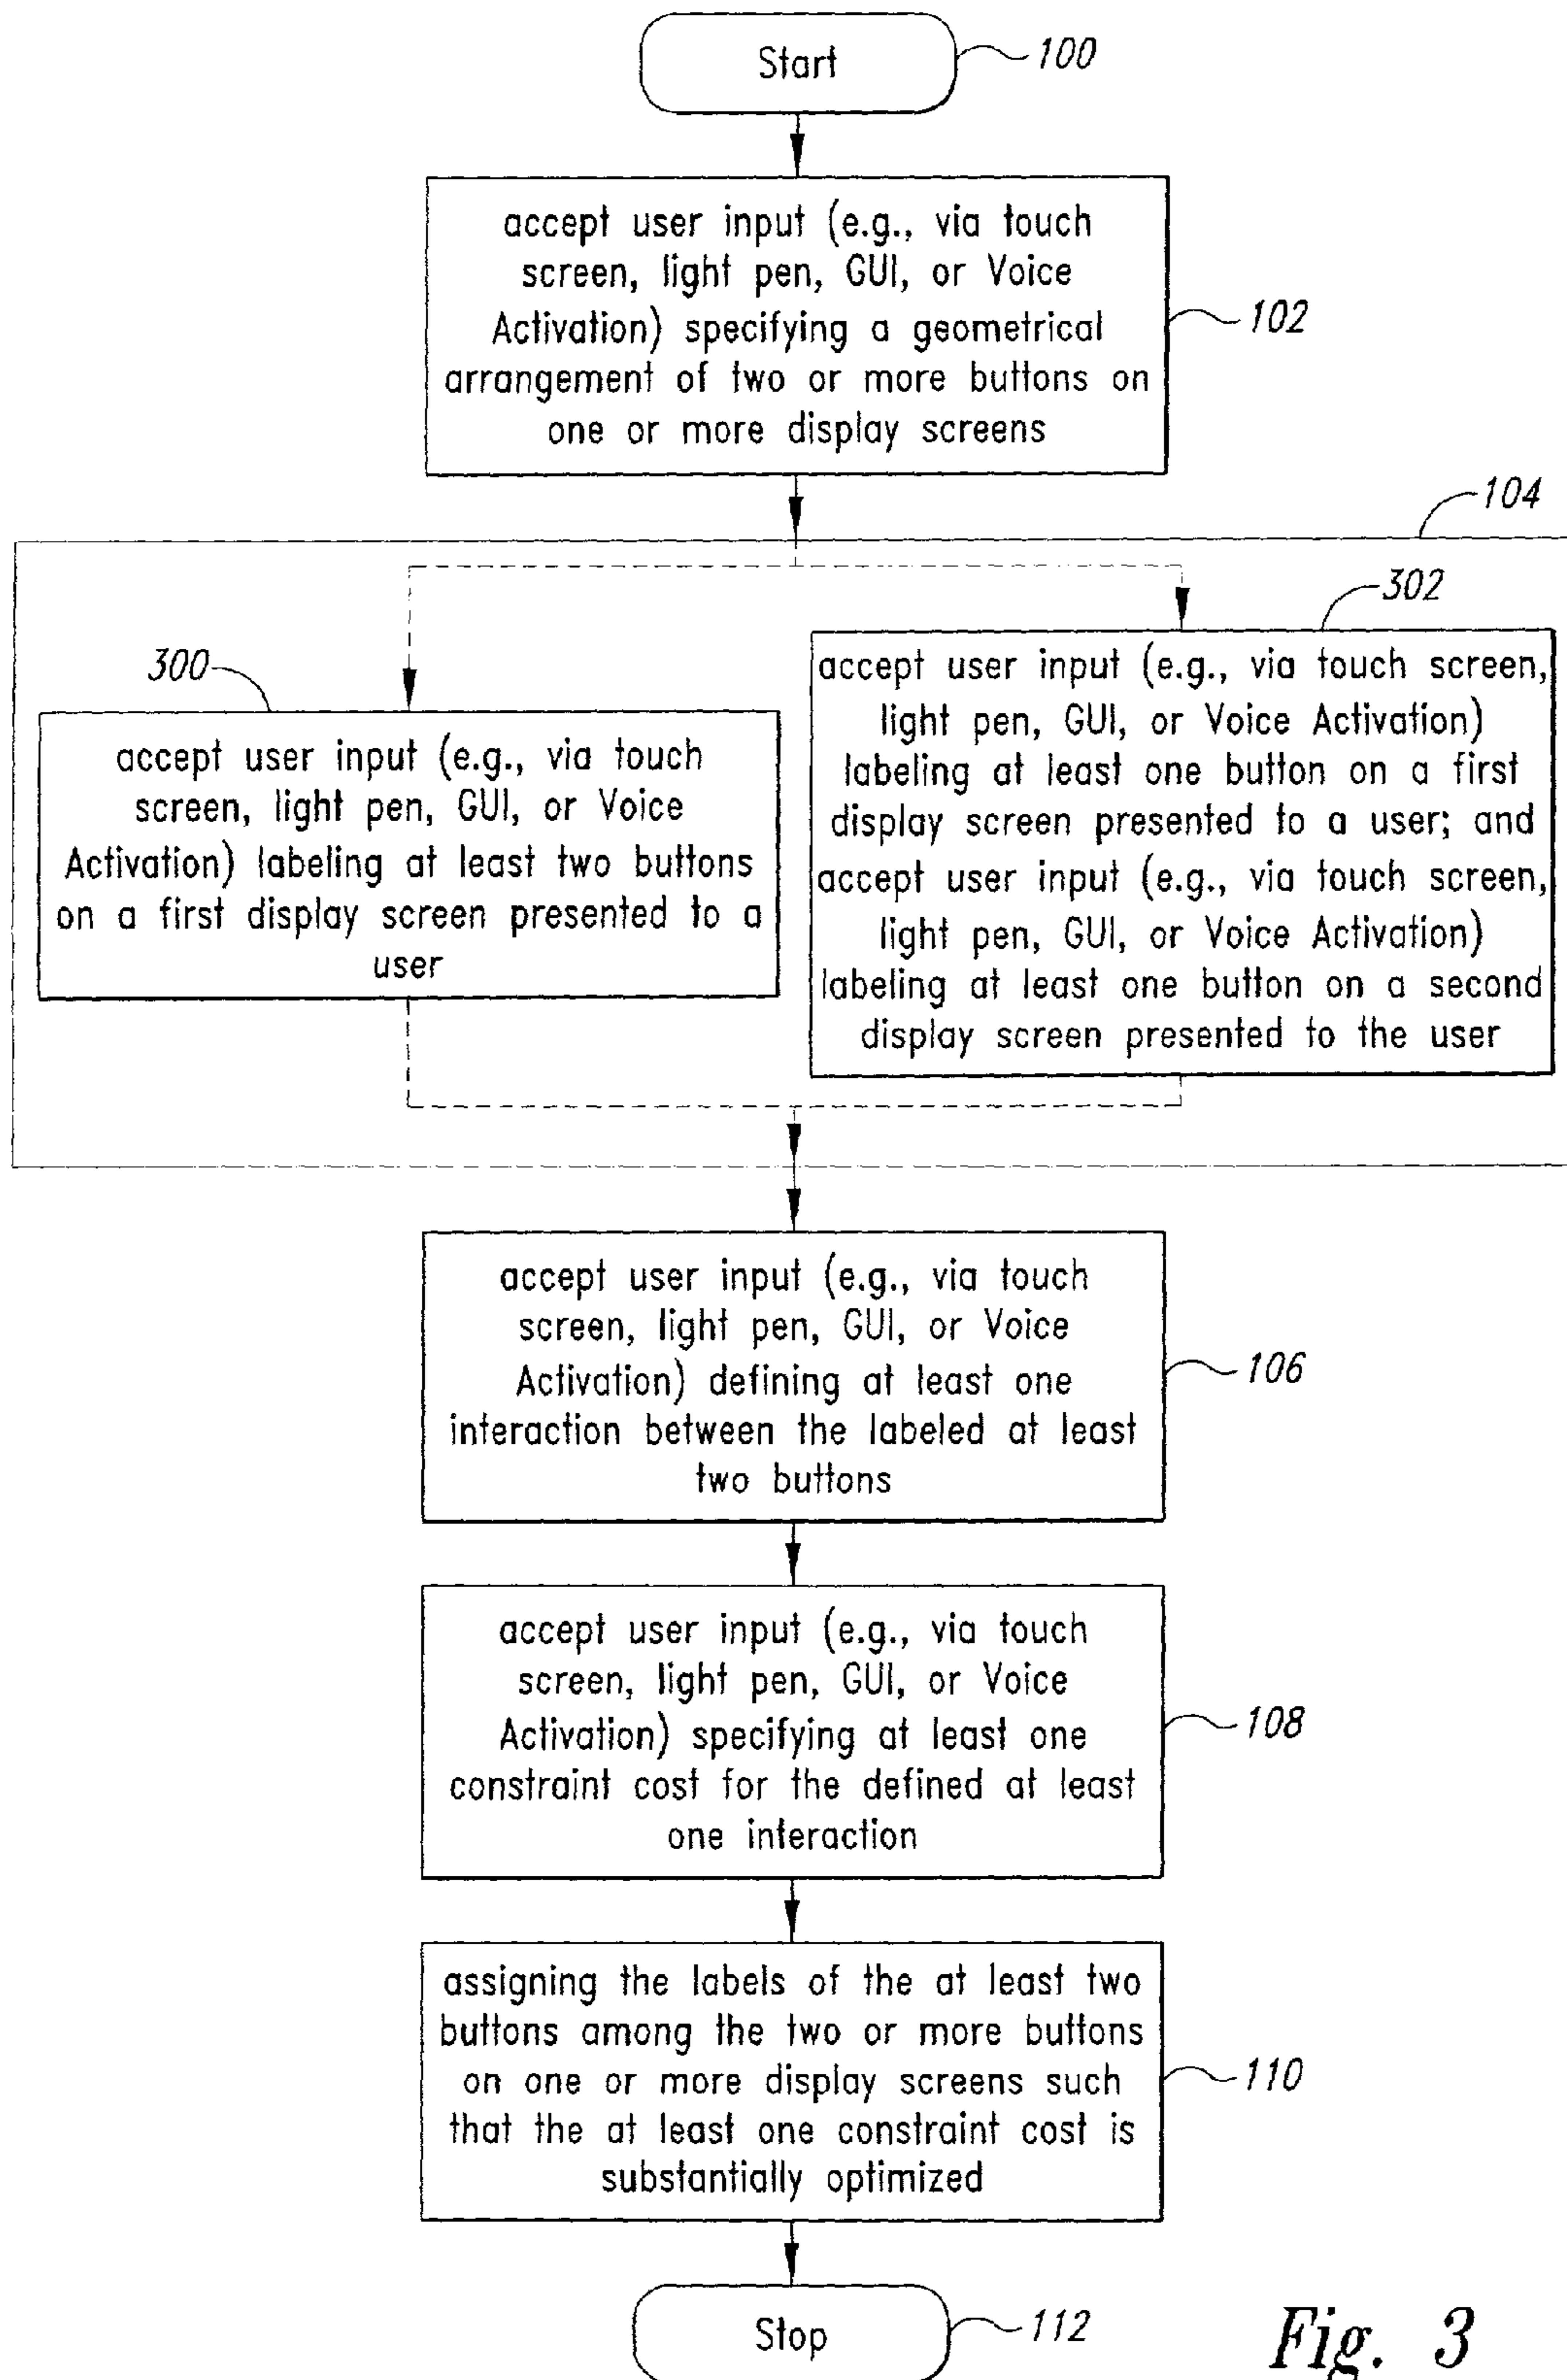 Start
100
accept user input (e.g., via touch
screen, light pen, GUI, or Voice
Activation) specifying a geometrical
arrangement of two or more buttons on
one or more display screens
102
104
300
accept user input (e.g., via touch
screen, light pen, GUI, or Voice
Activation) labeling at least two buttons
on a first display screen presented to a
user
302
accept user input (e.g., via touch screen,
light pen, GUI, or Voice Activation)
labeling at least one button on a first
display screen presented to a user; and
accept user input (e.g., via touch screen,
light pen, GUI, or Voice Activation)
labeling at least one button on a second
display screen presented to the user
accept user input (e.g., via touch
screen, light pen, GUI, or Voice
Activation) defining at least one
interaction between the labeled at least
two buttons
106
accept user input (e.g., via touch
screen, light pen, GUI, or Voice
Activation) specifying at least one
constraint cost for the defined at least
one interaction
108
assigning the labels of the at least two
buttons among the two or more buttons
on one or more display screens such
that the at least one constraint cost is
substantially optimized
110
Stop
112
Fig. 3